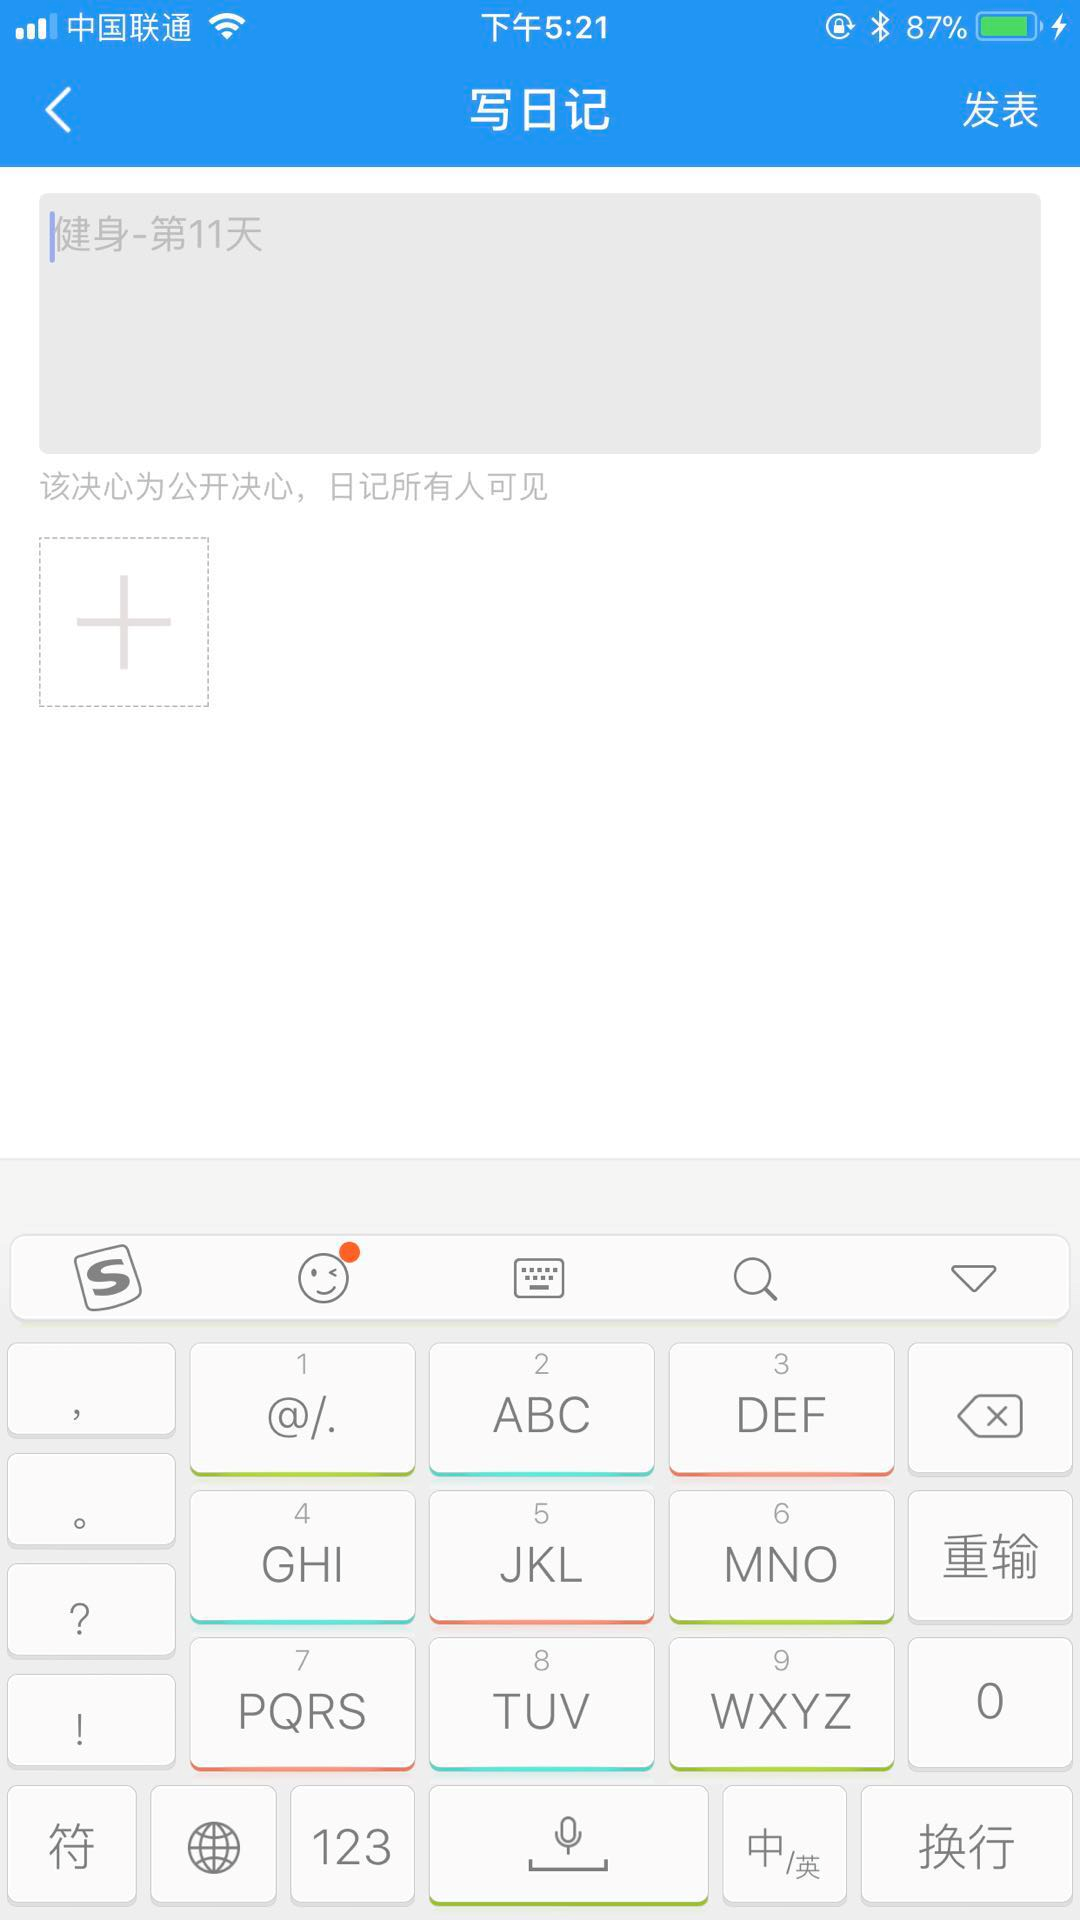 中国联通 下午5:21 87%
写日记 发表
健身-第11天
该决心为公开决心，日记所有人可见
， 1 @/. 2 ABC 3 DEF
。 4 GHI 5 JKL 6 MNO 重输
? 7 PQRS 8 TUV 9 WXYZ 0
!
符 123 中/英 换行